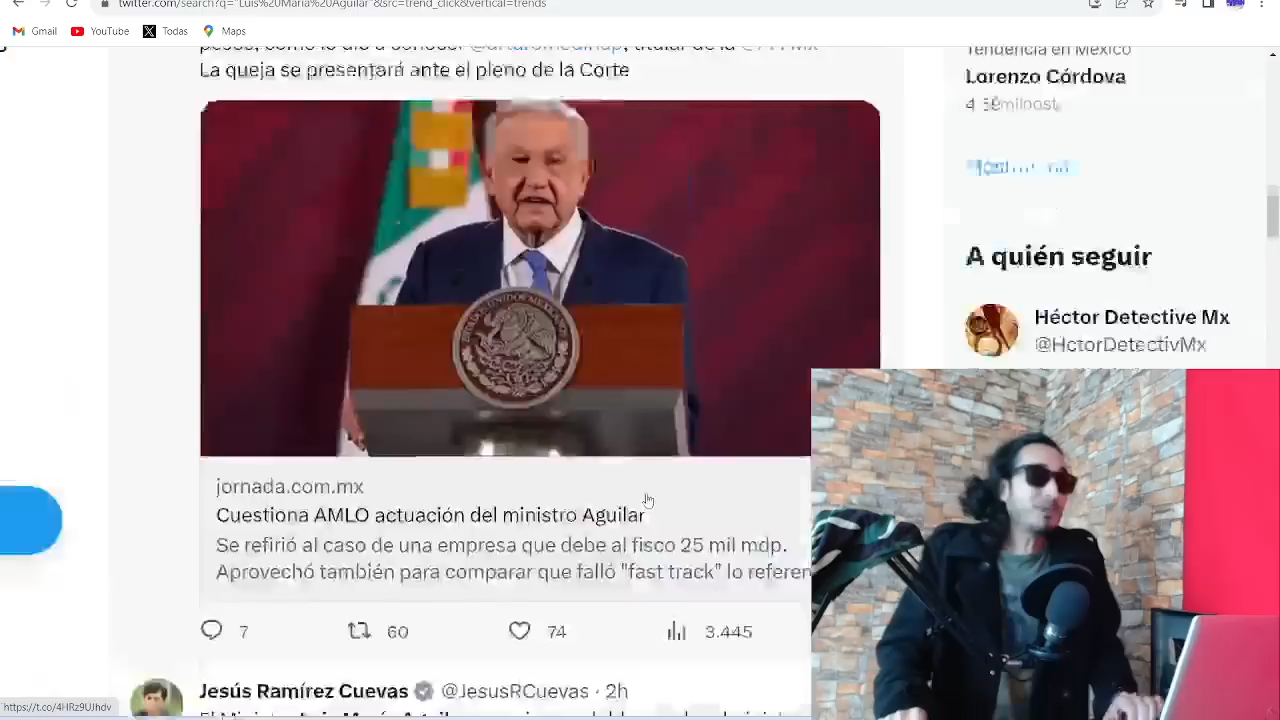 twitter.com/search?q="Luis%20María%20Aguilar"&src=trend_click&vertical=trends
Gmail
YouTube
Todas
Maps
La queja se presentará ante el pleno de la Corte
jornada.com.mx
Cuestiona AMLO actuación del ministro Aguilar
Se refirió al caso de una empresa que debe al fisco 25 mil mdp.
Aprovechó también para comparar que falló "fast track" lo referen
7
60
74
3.445
Jesús Ramírez Cuevas @JesusRCuevas · 2h
Tendencia en México
Lorenzo Córdova
A quién seguir
Héctor Detective Mx
@HctorDetectivMx
https://t.co/4HRz9UJhdv